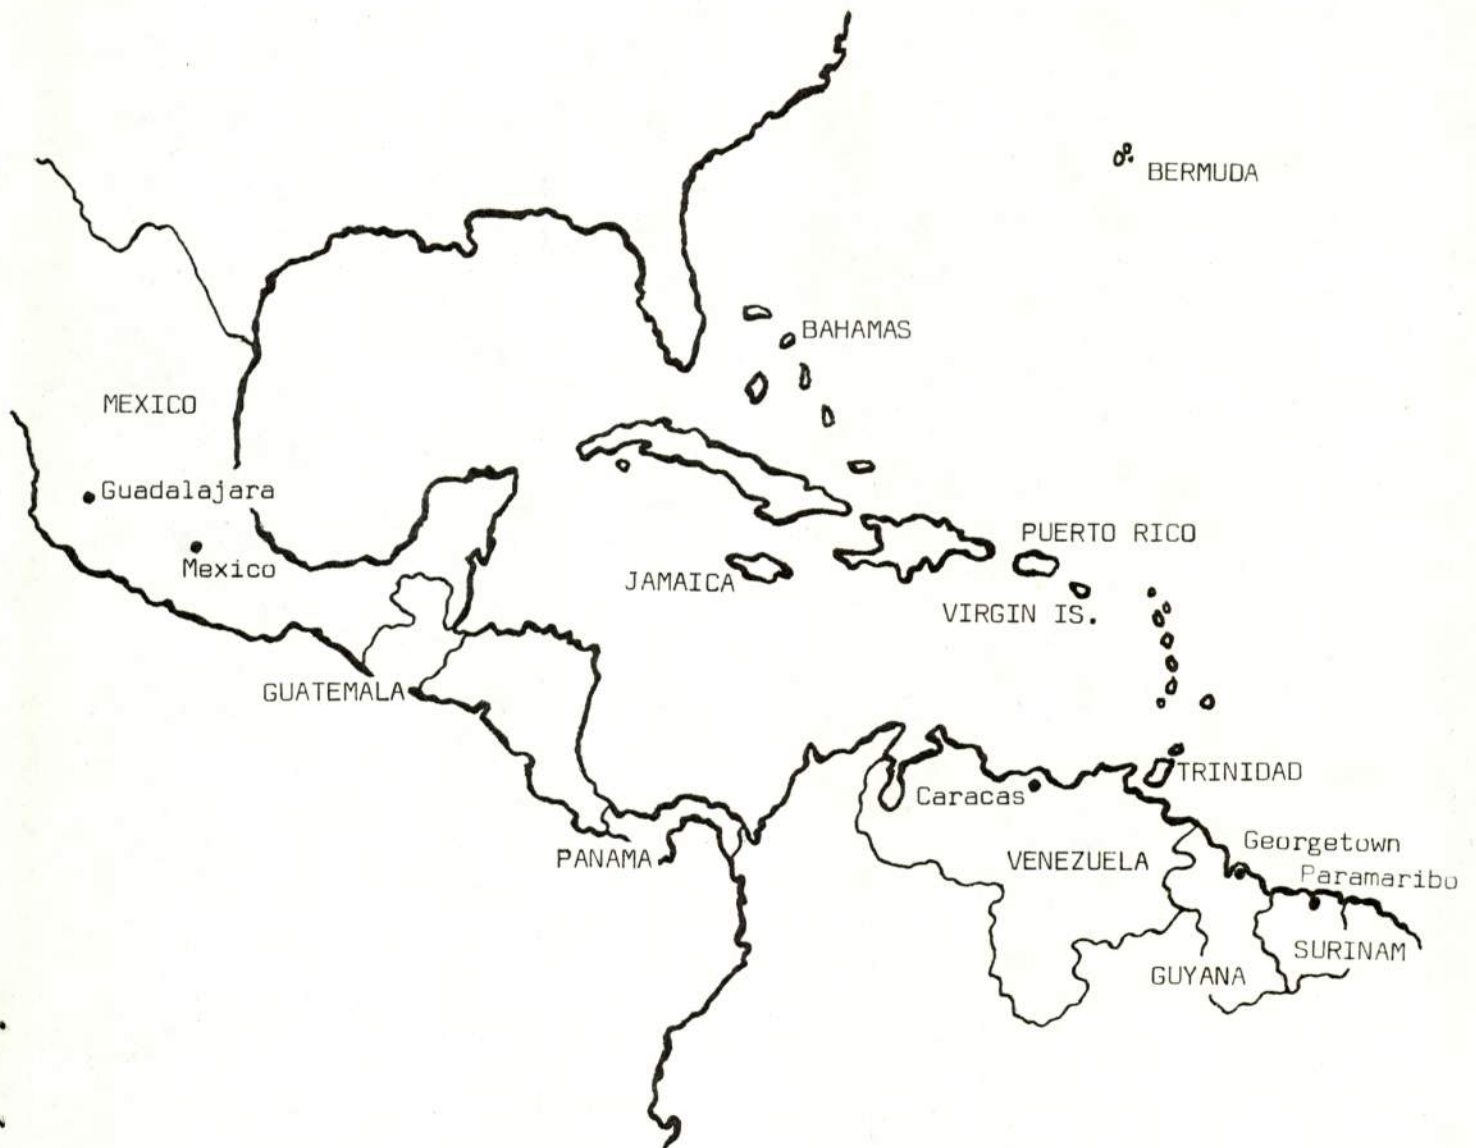 BERMUDA
BAHAMAS
MEXICO
Guadalajara
PUERTO RICO
Mexico
JAMAICA
VIRGIN IS.
GUATEMALA
TRINIDAD
Caracas
Georgetown
PANAMA
VENEZUELA
Paramaribo
SURINAM
GUYANA